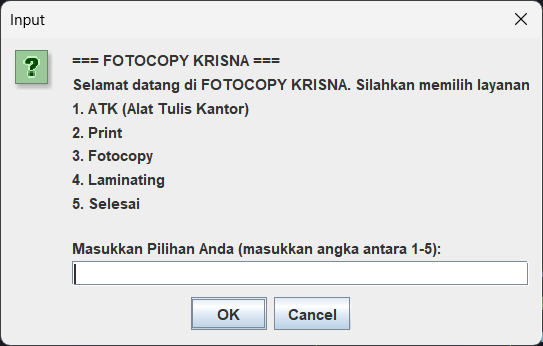 Input
=== FOTOCOPY KRISNA ===
Selamat datang di FOTOCOPY KRISNA. Silahkan memilih layanan
1. ATK (Alat Tulis Kantor)
2. Print
3. Fotocopy
4. Laminating
5. Selesai
Masukkan Pilihan Anda (masukkan angka antara 1-5):
OK Cancel